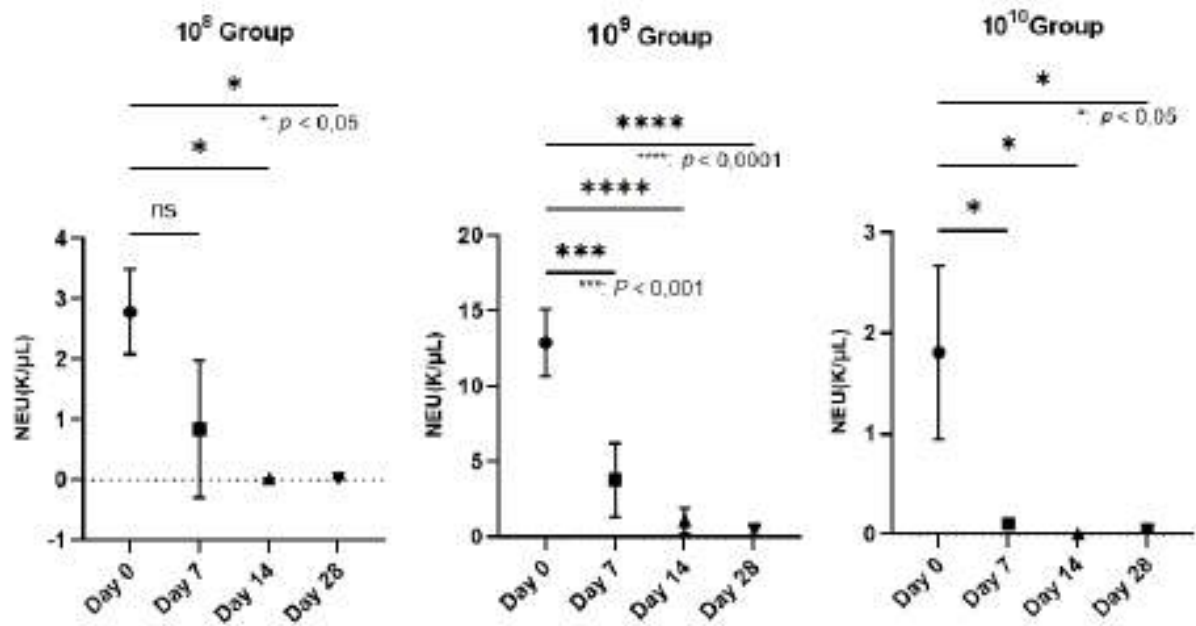 10⁸ Group
*
*: p < 0,05
*
ns
4
3
2
1
0
-1
NEU(K/µL)
Day 0
Day 7
Day 14
Day 28
10⁹ Group
****
****: p < 0,0001
****
***
***: P < 0,001
20
15
10
5
0
NEU(K/µL)
Day 0
Day 7
Day 14
Day 28
10¹⁰Group
*
*: p < 0,05
*
*
3
2
1
0
NEU(K/µL)
Day 0
Day 7
Day 14
Day 28